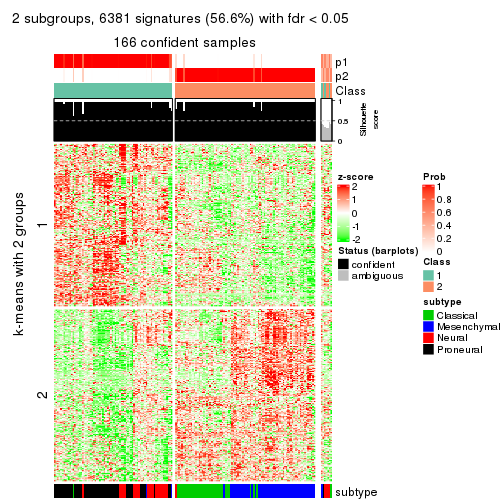 2 subgroups, 6381 signatures (56.6%) with fdr < 0.05
166 confident samples
p1
p2
Class
1
0.5
0
Silhouette
score
k-means with 2 groups
1
2
z-score
2
1
0
-1
-2
Status (barplots)
confident
ambiguous
Prob
1
0.8
0.6
0.4
0.2
0
Class
1
2
subtype
Classical
Mesenchymal
Neural
Proneural
subtype